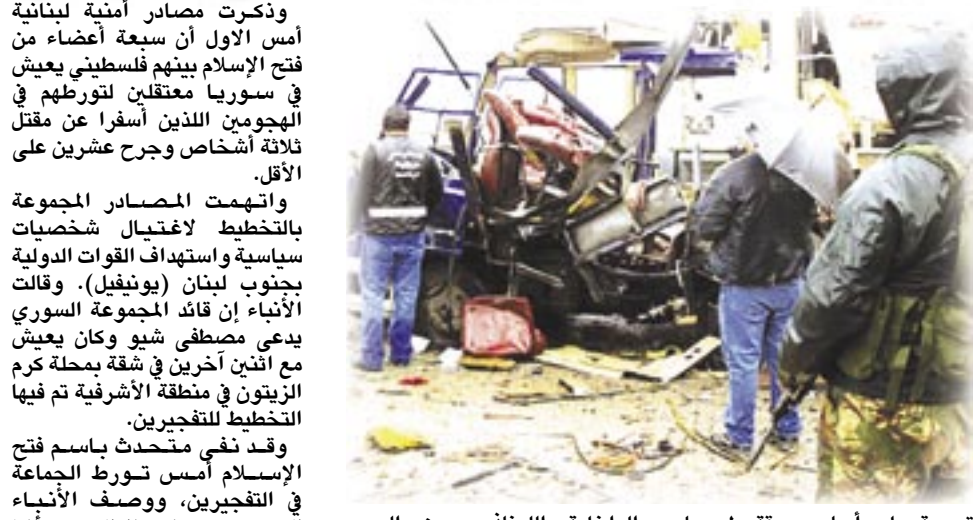 وذكرت مصادر أمنية لبنانية
أمس الاول أن سبعة أعضاء من
فتح الإسلام بينهم فلسطيني يعيش
في سوريا معتقلين لتورطهم في
الهجومين اللذين أسفرا عن مقتل
ثلاثة أشخاص وجرح عشرين على
الأقل.
واتهمت المصادر المجموعة
بالتخطيط لاغتيال شخصيات
سياسية واستهداف القوات الدولية
بجنوب لبنان (يونيفيل). وقالت
الأنباء إن قائد المجموعة السوري
يدعى مصطفى شيو وكان يعيش
مع اثنين آخرين في شقة بمحلة كرم
الزيتون في منطقة الأشرفية تم فيها
التخطيط للتفجيرين.
وقد نفى متحدث باسم فتح
الإسلام أمس تورط الجماعة
في التفجيرين، ووصف الأنباء